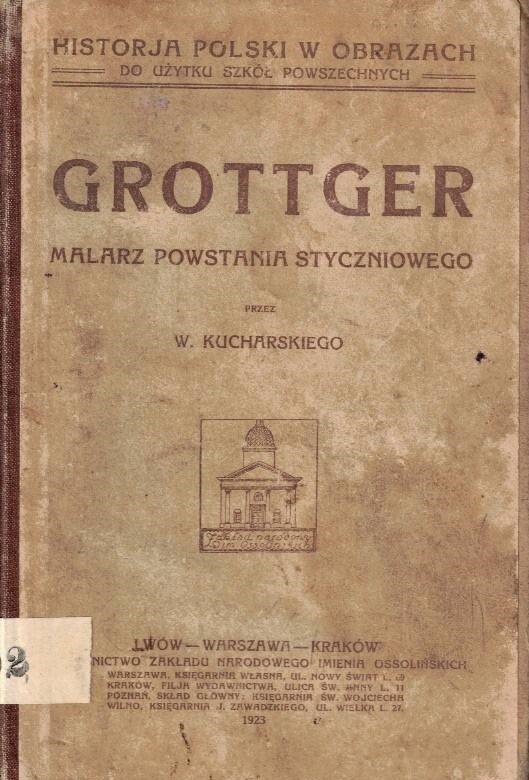 HISTORJA POLSKI W OBRAZACH
DO UŻYTKU SZKÓŁ POWSZECHNYCH
GROTTGER
MALARZ POWSTANIA STYCZNIOWEGO
PRZEZ
W. KUCHARSKIEGO
Zakład narodowy
Im. Ossolińskich
LWÓW — WARSZAWA — KRAKÓW
NICTWO ZAKŁADU NARODOWEGO IMIENIA OSSOLIŃSKICH
WARSZAWA, KSIĘGARNIA WŁASNA, UL. NOWY ŚWIAT L. 69
KRAKÓW, FILJA WYDAWNICTWA, ULICA ŚW. ANNY L. 11
POZNAŃ, SKŁAD GŁÓWNY: KSIĘGARNIA ŚW. WOJCIECHA
WILNO, KSIĘGARNIA J. ZAWADZKIEGO, UL. WIELKA L. 27.
1923
2